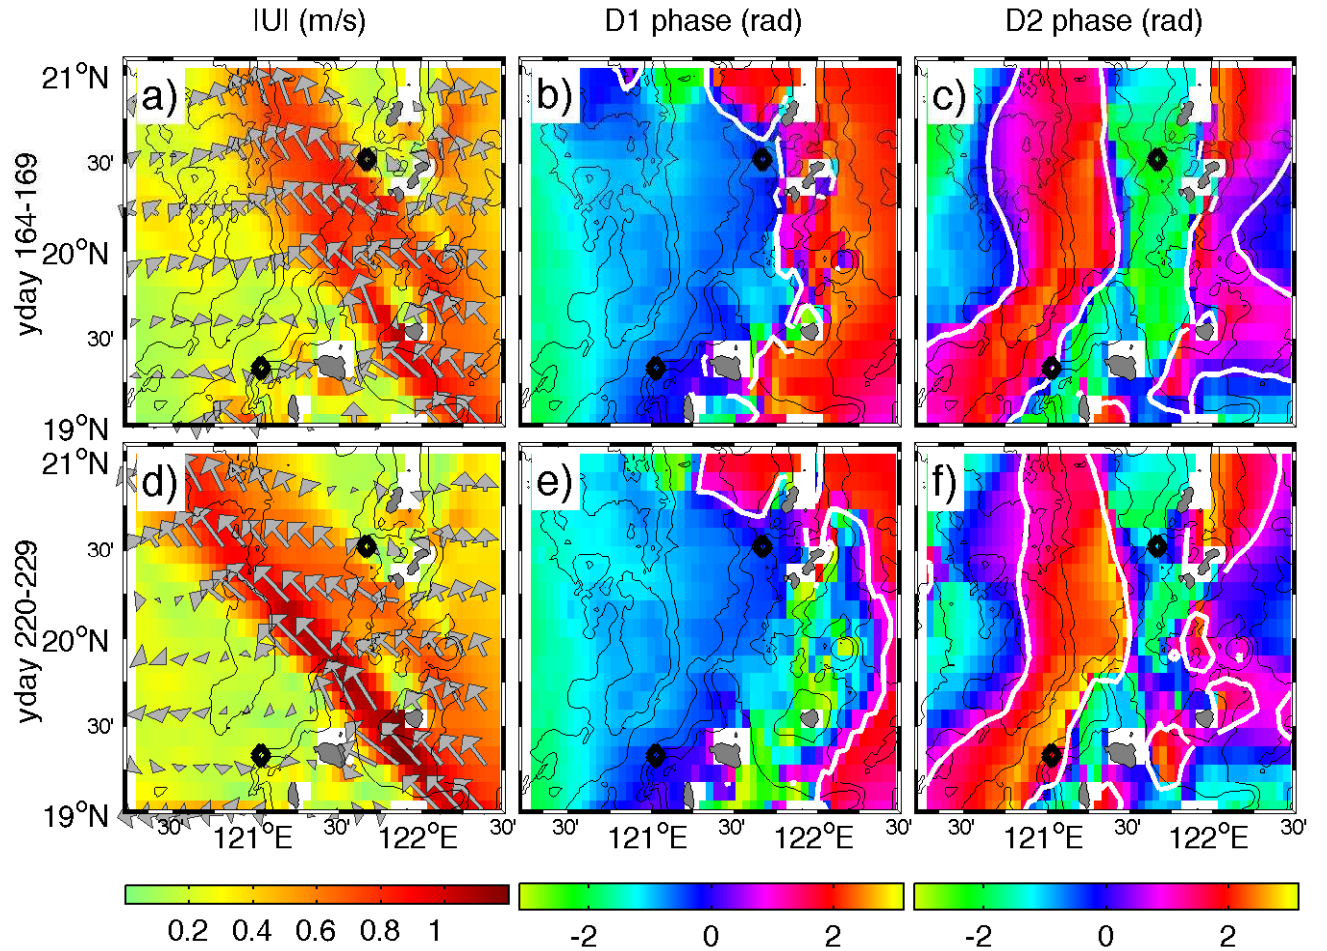 |U| (m/s) D1 phase (rad) D2 phase (rad)
yday 164-169
21°N
30'
20°N
30'
19°N
a) b) c)
yday 220-229
21°N
30'
20°N
30'
19°N
d) e) f)
30' 121°E 30' 122°E 30' 30' 121°E 30' 122°E 30' 30' 121°E 30' 122°E 30'
0.2 0.4 0.6 0.8 1 -2 0 2 -2 0 2